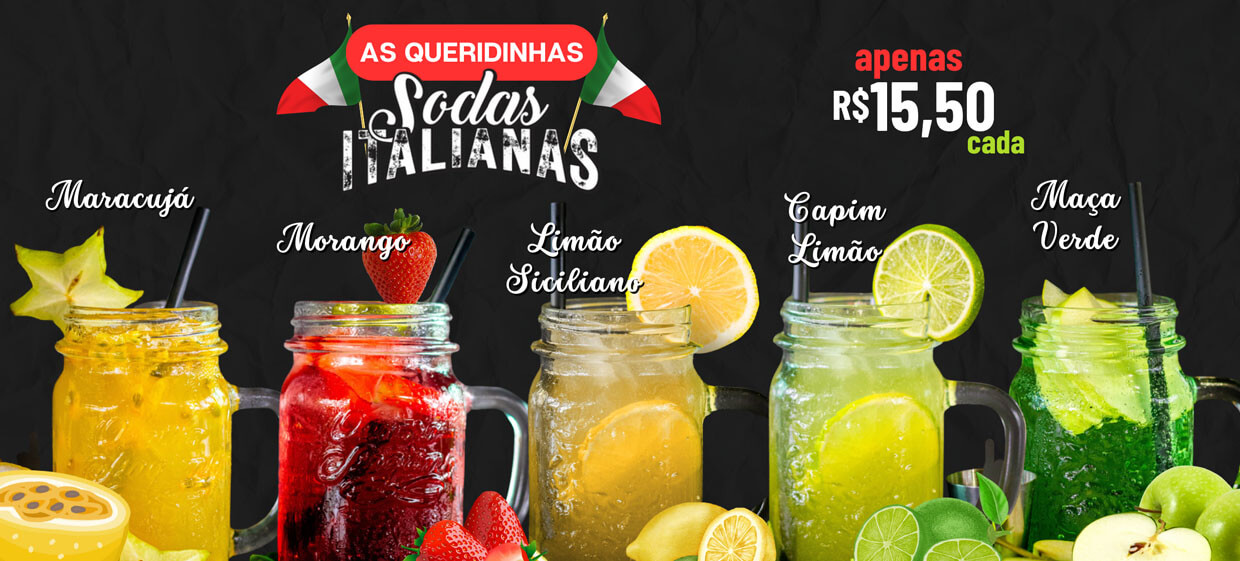 AS QUERIDINHAS
Sodas
ITALIANAS
apenas
R$15,50
cada
Maracujá
Morango
Limão
Siciliano
Capim
Limão
Maça
Verde